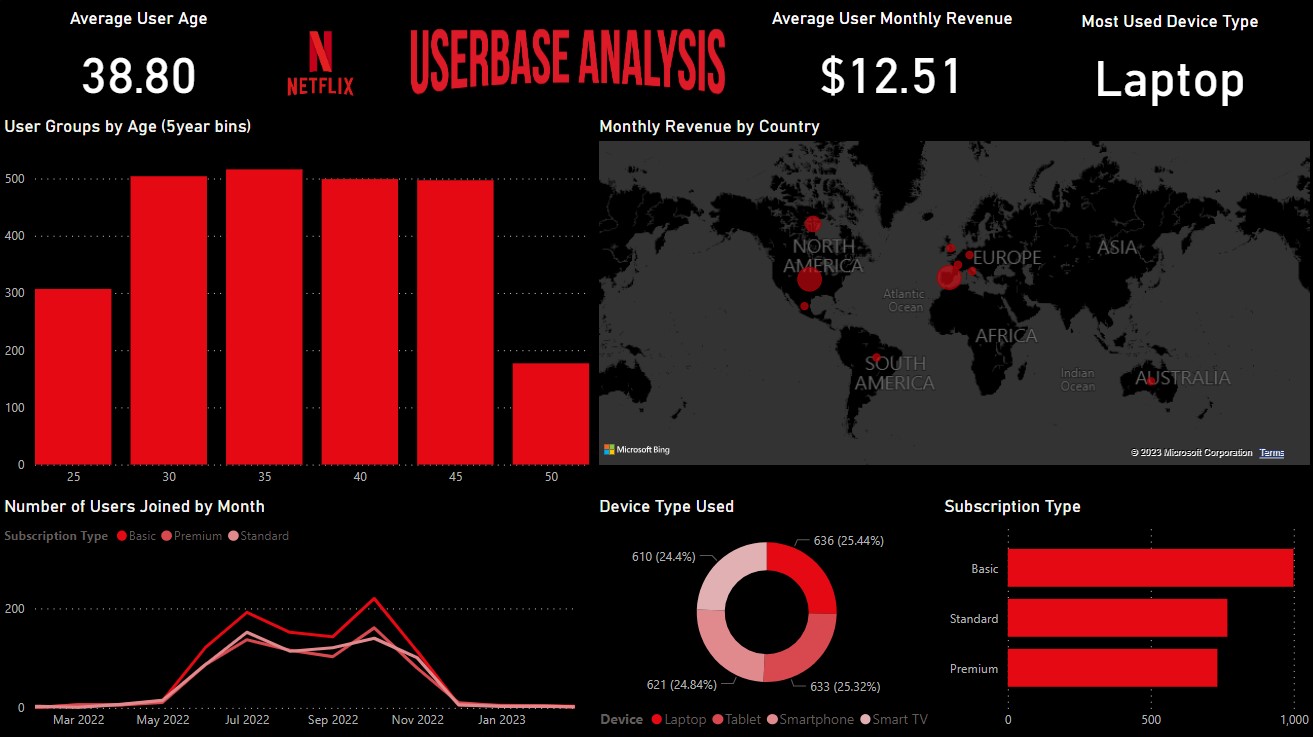 Average User Age
38.80
NETFLIX
USERBASE ANALYSIS
Average User Monthly Revenue
$12.51
Most Used Device Type
Laptop
User Groups by Age (5year bins)
500
400
300
200
100
0
25 30 35 40 45 50
Monthly Revenue by Country
NORTH
AMERICA
EUROPE
ASIA
Atlantic
Ocean
AFRICA
SOUTH
AMERICA
Indian
Ocean
AUSTRALIA
Microsoft Bing
© 2023 Microsoft Corporation Terms
Number of Users Joined by Month
Subscription Type Basic Premium Standard
200
0
Mar 2022 May 2022 Jul 2022 Sep 2022 Nov 2022 Jan 2023
Device Type Used
636 (25.44%)
610 (24.4%)
621 (24.84%)
633 (25.32%)
Device Laptop Tablet Smartphone Smart TV
Subscription Type
Basic
Standard
Premium
0 500 1,000